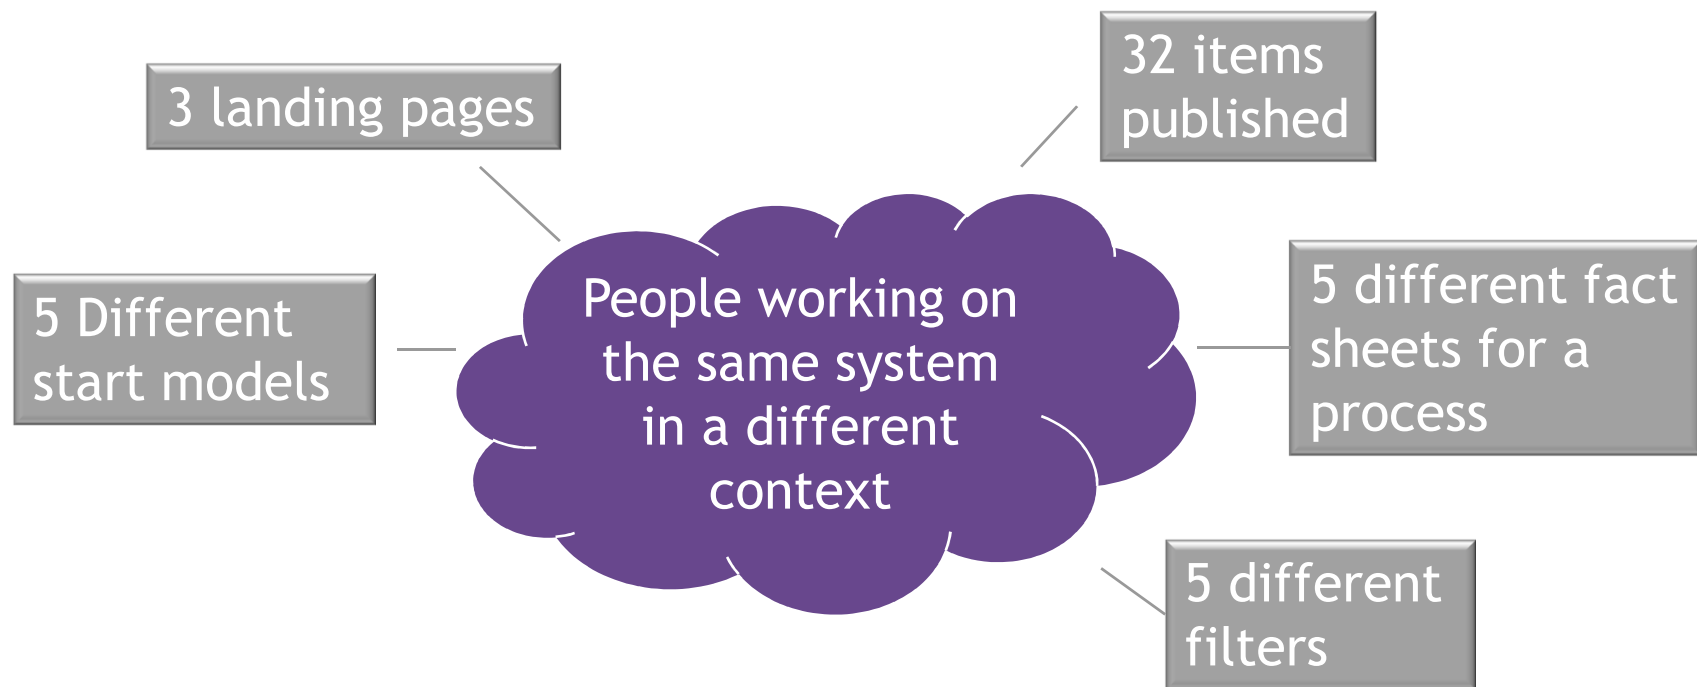 3 landing pages
32 items
published
5 Different
start models
People working on
the same system
in a different
context
5 different fact
sheets for a
process
5 different
filters